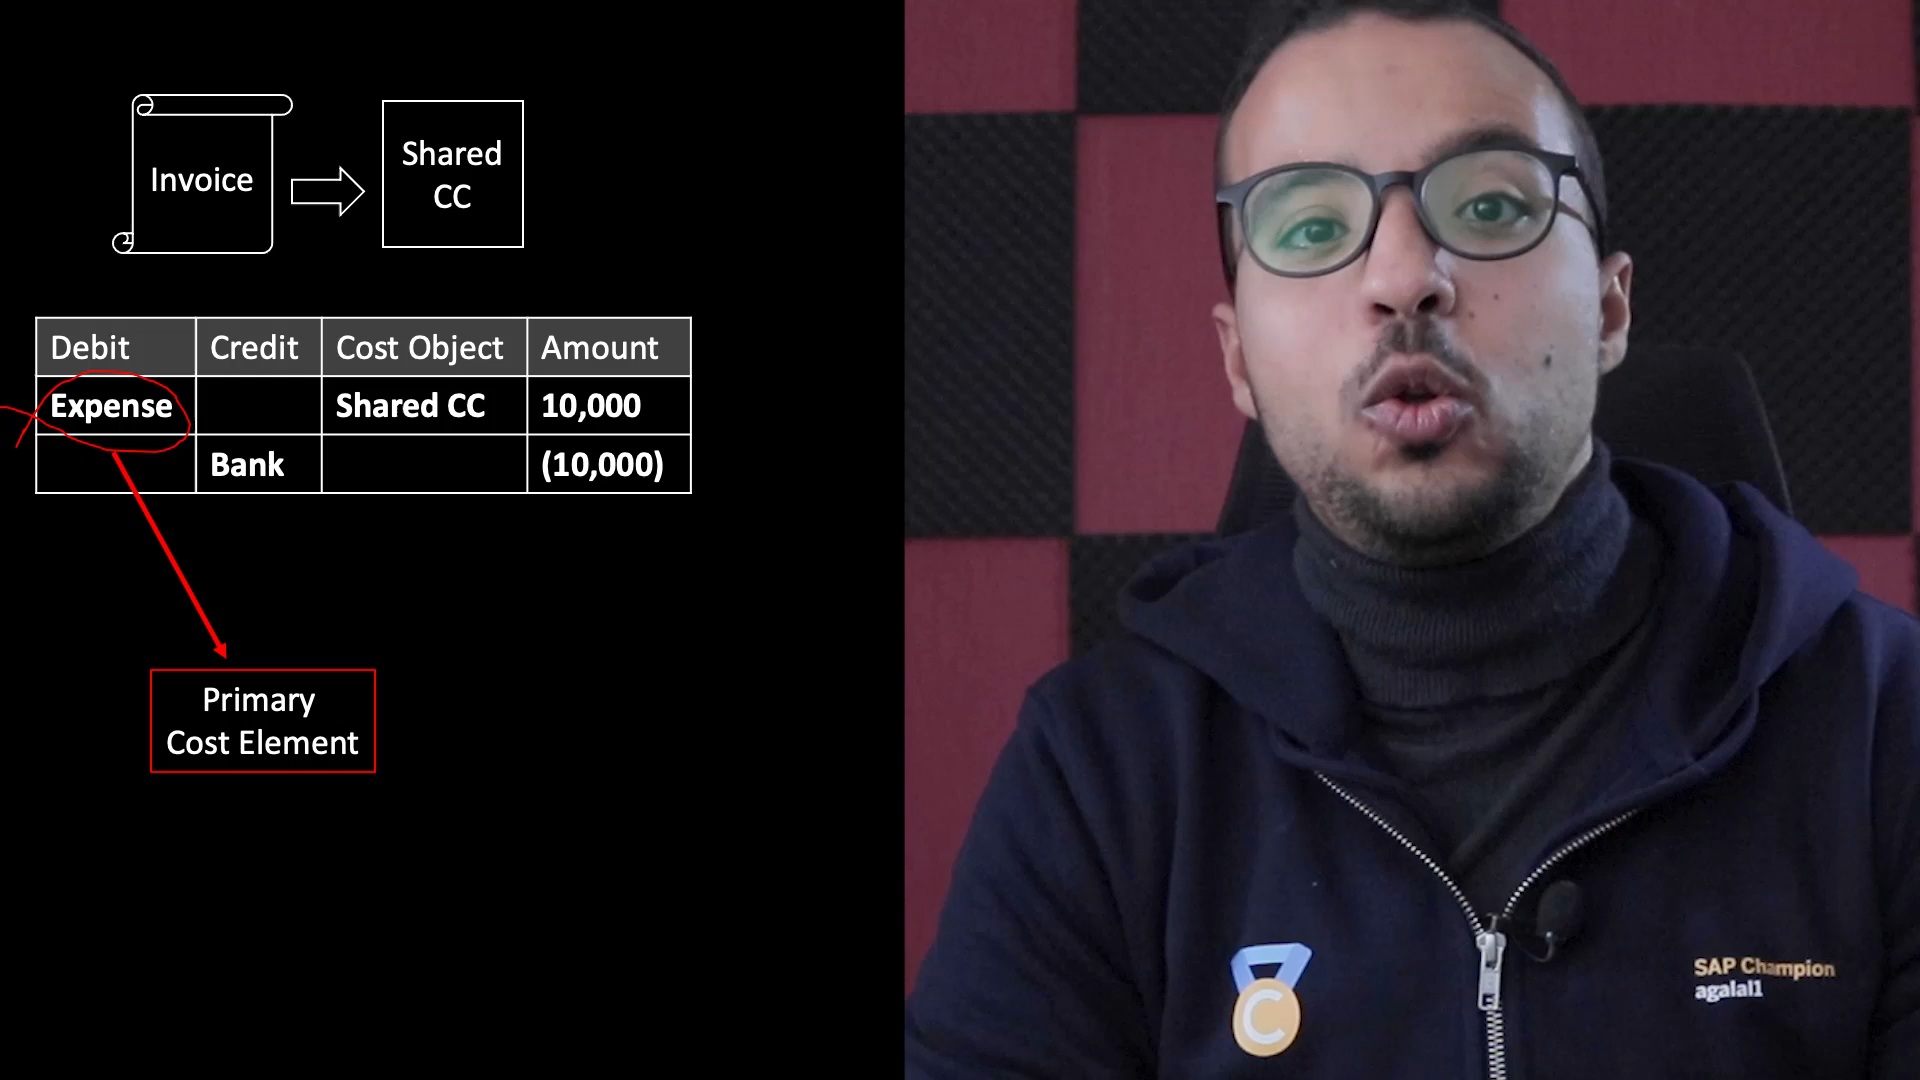 Invoice
Shared
CC
Debit Credit Cost Object Amount
Expense Shared CC 10,000
Bank (10,000)
Primary
Cost Element
C
SAP Champion
agalal1